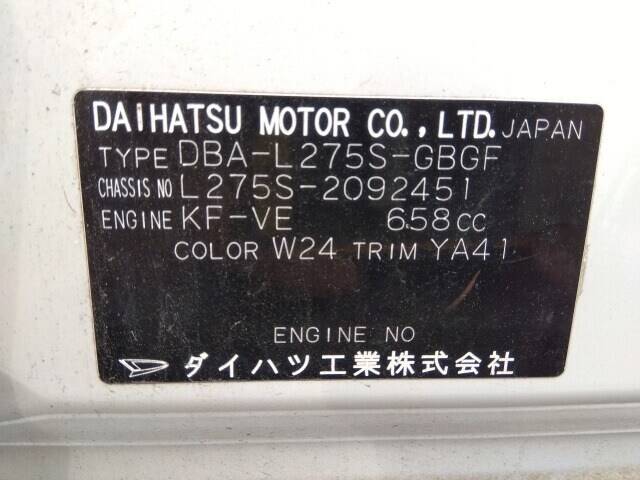 DAIHATSU MOTOR CO., LTD. JAPAN
TYPE DBA-L275S-GBGF
CHASSIS NO L275S-2092451
ENGINE KF-VE 658CC
COLOR W24 TRIM YA41
ENGINE NO
ダイハツ工業株式会社